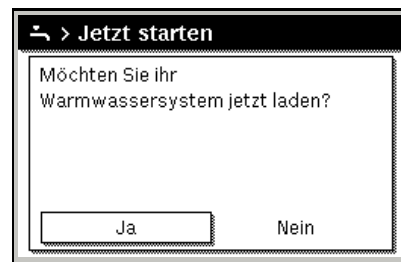 > Jetzt starten
Möchten Sie ihr
Warmwassersystem jetzt laden?
Ja Nein